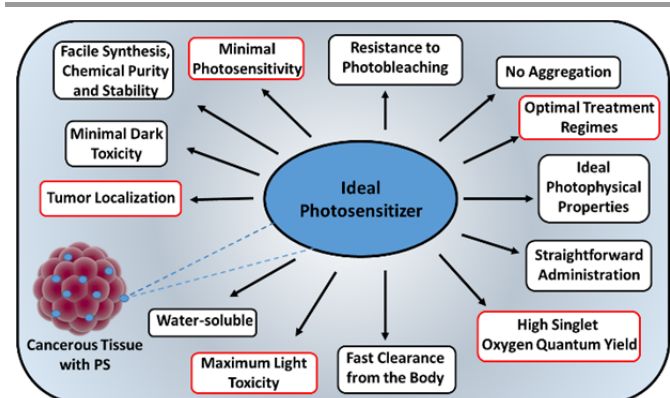 Facile Synthesis,
Chemical Purity
and Stability
Minimal
Photosensitivity
Resistance to
Photobleaching
No Aggregation
Optimal Treatment
Regimes
Minimal Dark
Toxicity
Tumor Localization
Ideal
Photosensitizer
Ideal
Photophysical
Properties
Straightforward
Administration
Cancerous Tissue
with PS
Water-soluble
Maximum Light
Toxicity
Fast Clearance
from the Body
High Singlet
Oxygen Quantum Yield